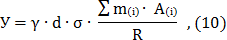 У = γ · d · σ · ∑ m₍ᵢ₎ · A₍ᵢ₎ / R , (10)